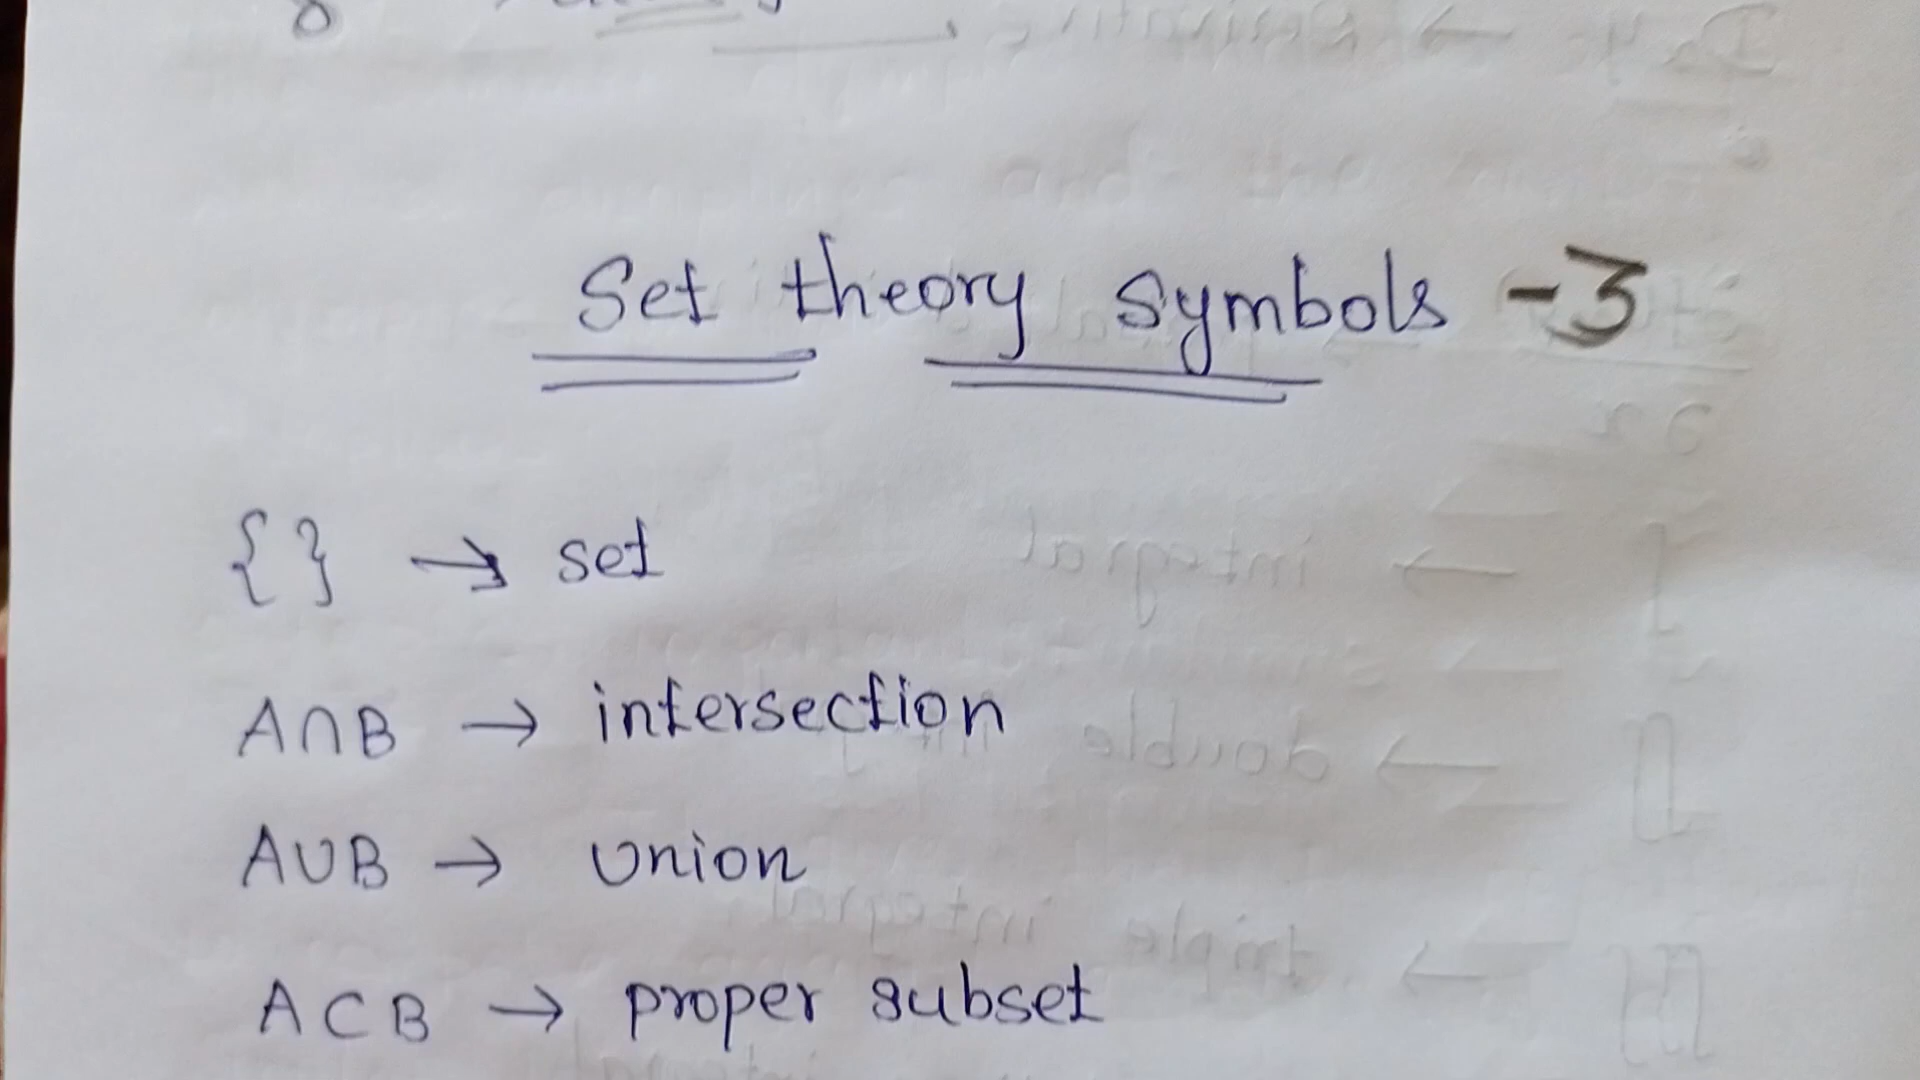 Set theory symbols -3
{ } → set
A∩B → intersection
A∪B → Union
A⊂B → proper subset